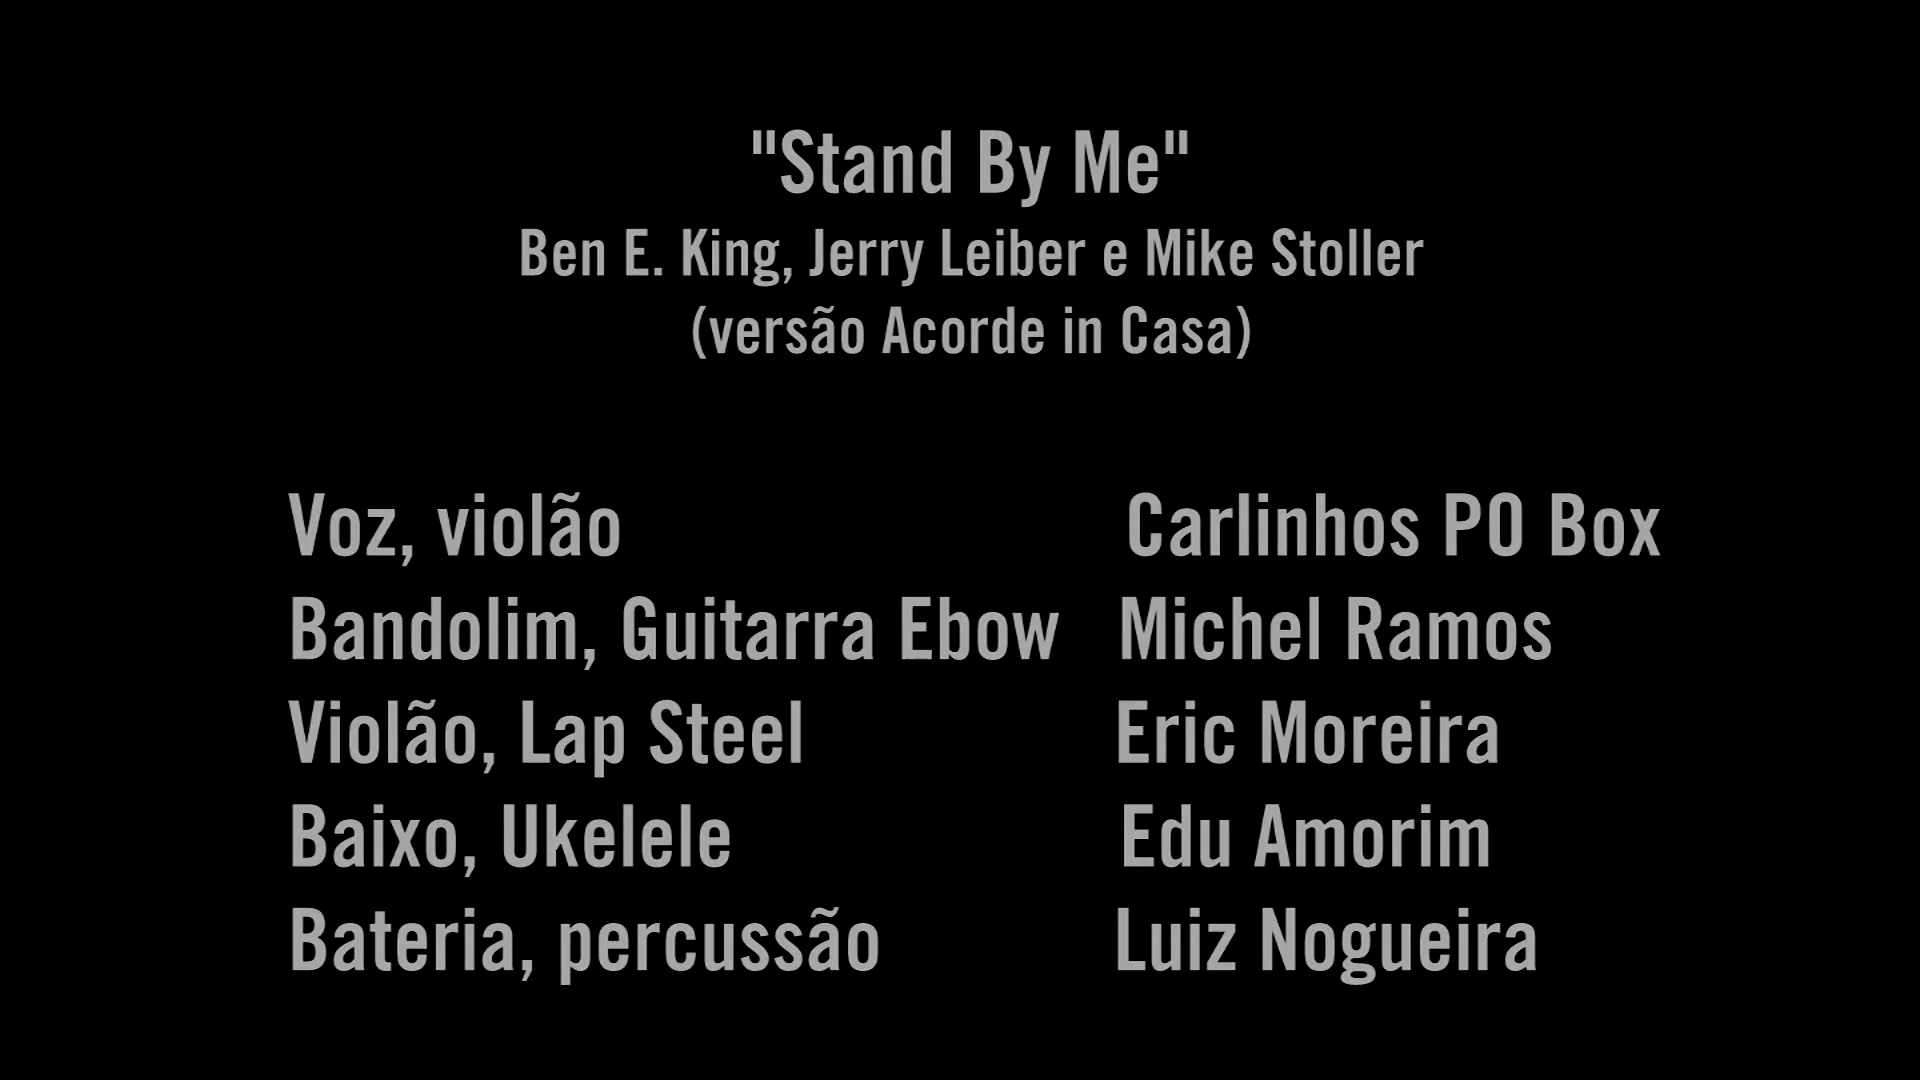 "Stand By Me"
Ben E. King, Jerry Leiber e Mike Stoller
(versão Acorde in Casa)
Voz, violão Carlinhos PO Box
Bandolim, Guitarra Ebow Michel Ramos
Violão, Lap Steel Eric Moreira
Baixo, Ukelele Edu Amorim
Bateria, percussão Luiz Nogueira